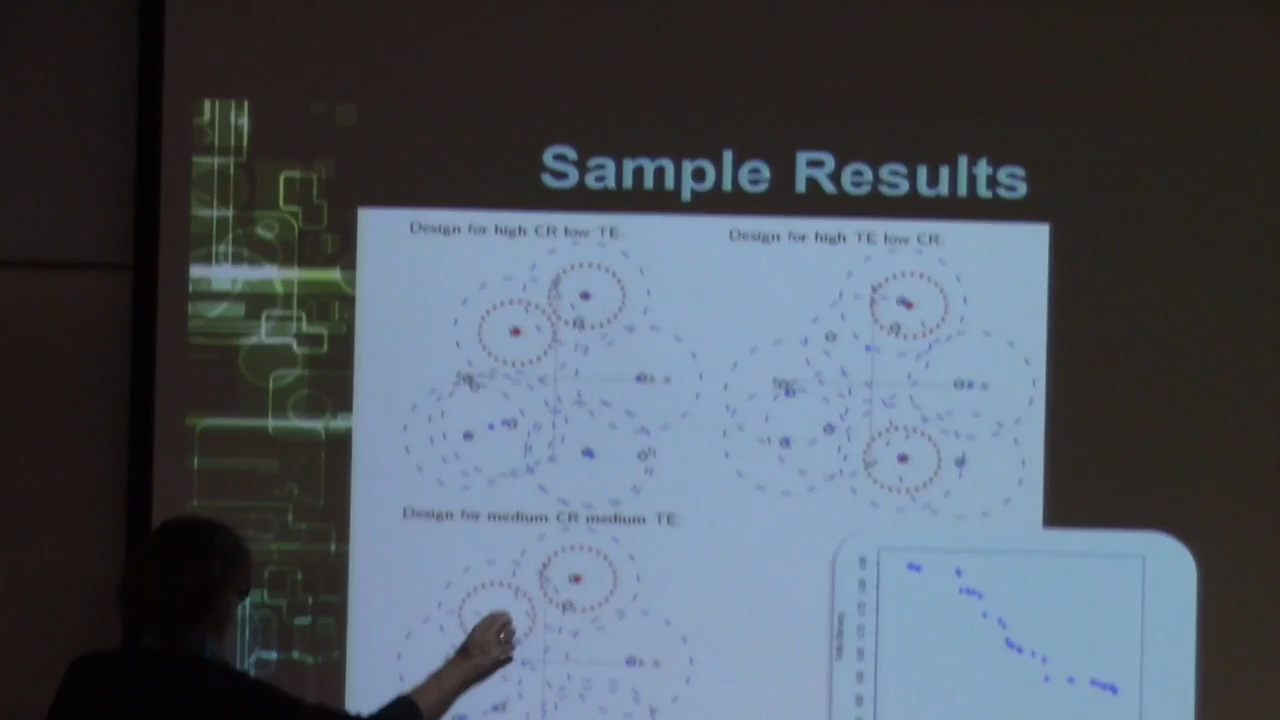 Sample Results
Design for high CR low TE
Design for high TE low CR
Design for medium CR medium TE